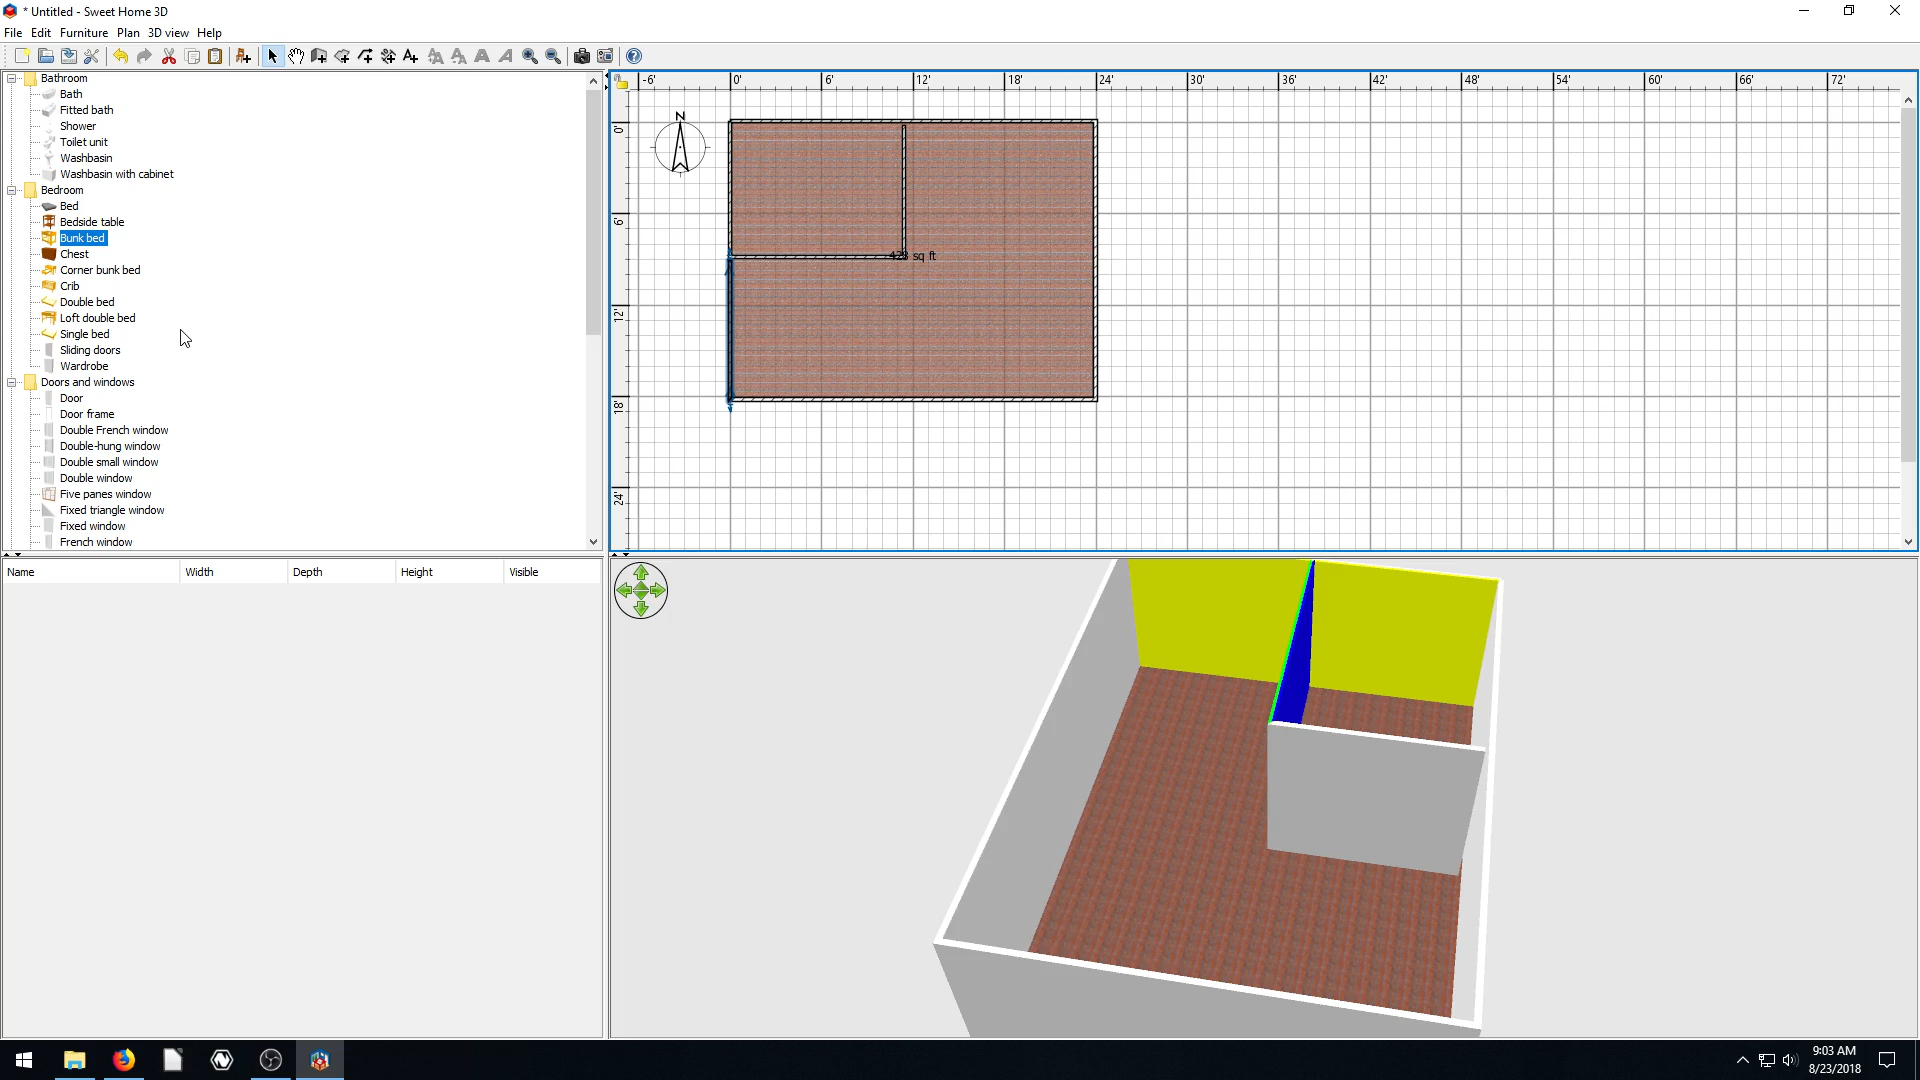 * Untitled - Sweet Home 3D
File Edit Furniture Plan 3D view Help
Bathroom
Bath
Fitted bath
Shower
Toilet unit
Washbasin
Washbasin with cabinet
Bedroom
Bed
Bedside table
Bunk bed
Chest
Corner bunk bed
Crib
Double bed
Loft double bed
Single bed
Sliding doors
Wardrobe
Doors and windows
Door
Door frame
Double French window
Double-hung window
Double small window
Double window
Five panes window
Fixed triangle window
Fixed window
French window
Name Width Depth Height Visible
-6' 0' 6' 12' 18' 24' 30' 36' 42' 48' 54' 60' 66' 72'
0'
6'
12'
18'
24'
N
sq ft
9:03 AM
8/23/2018